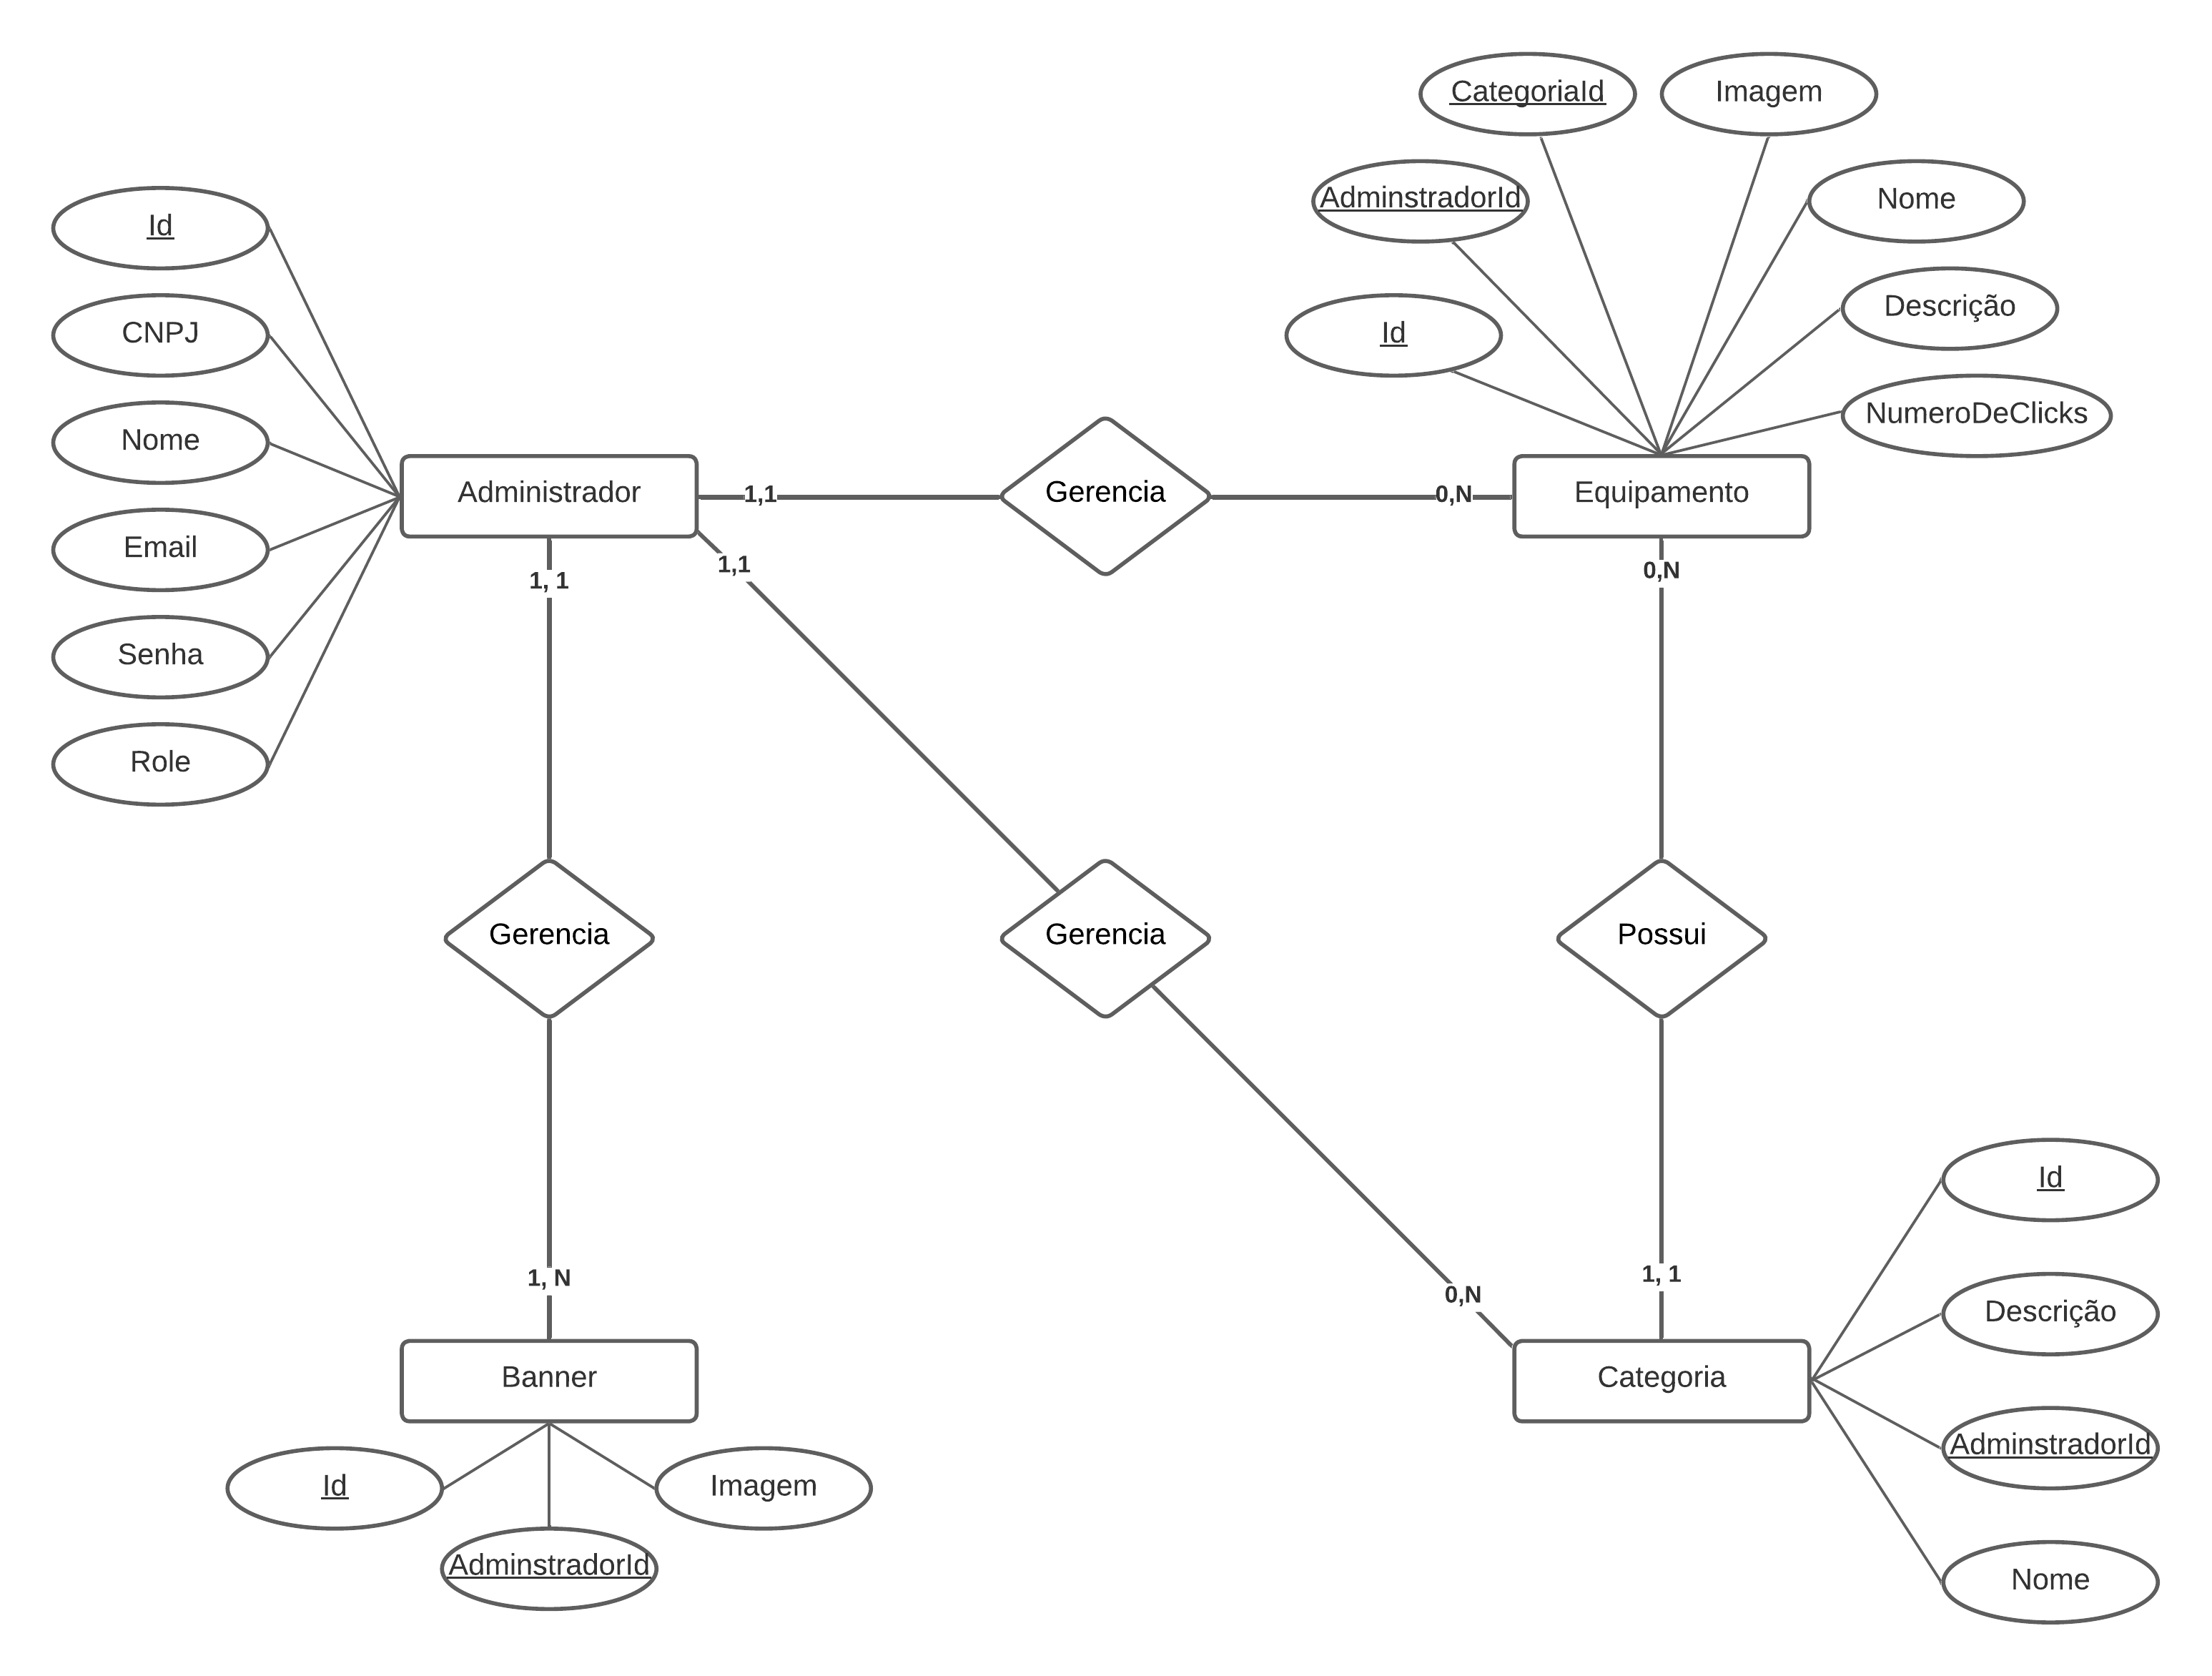 CategoriaId
Imagem
AdminstradorId
Nome
Id
CNPJ
Nome
Email
Senha
Role
Id
Descrição
NumeroDeClicks
Administrador
1,1
Gerencia
0,N
Equipamento
1, 1
1,1
0,N
Gerencia
Gerencia
Possui
1, N
0,N
1, 1
Banner
Categoria
Id
Descrição
AdminstradorId
Nome
Id
Imagem
AdminstradorId